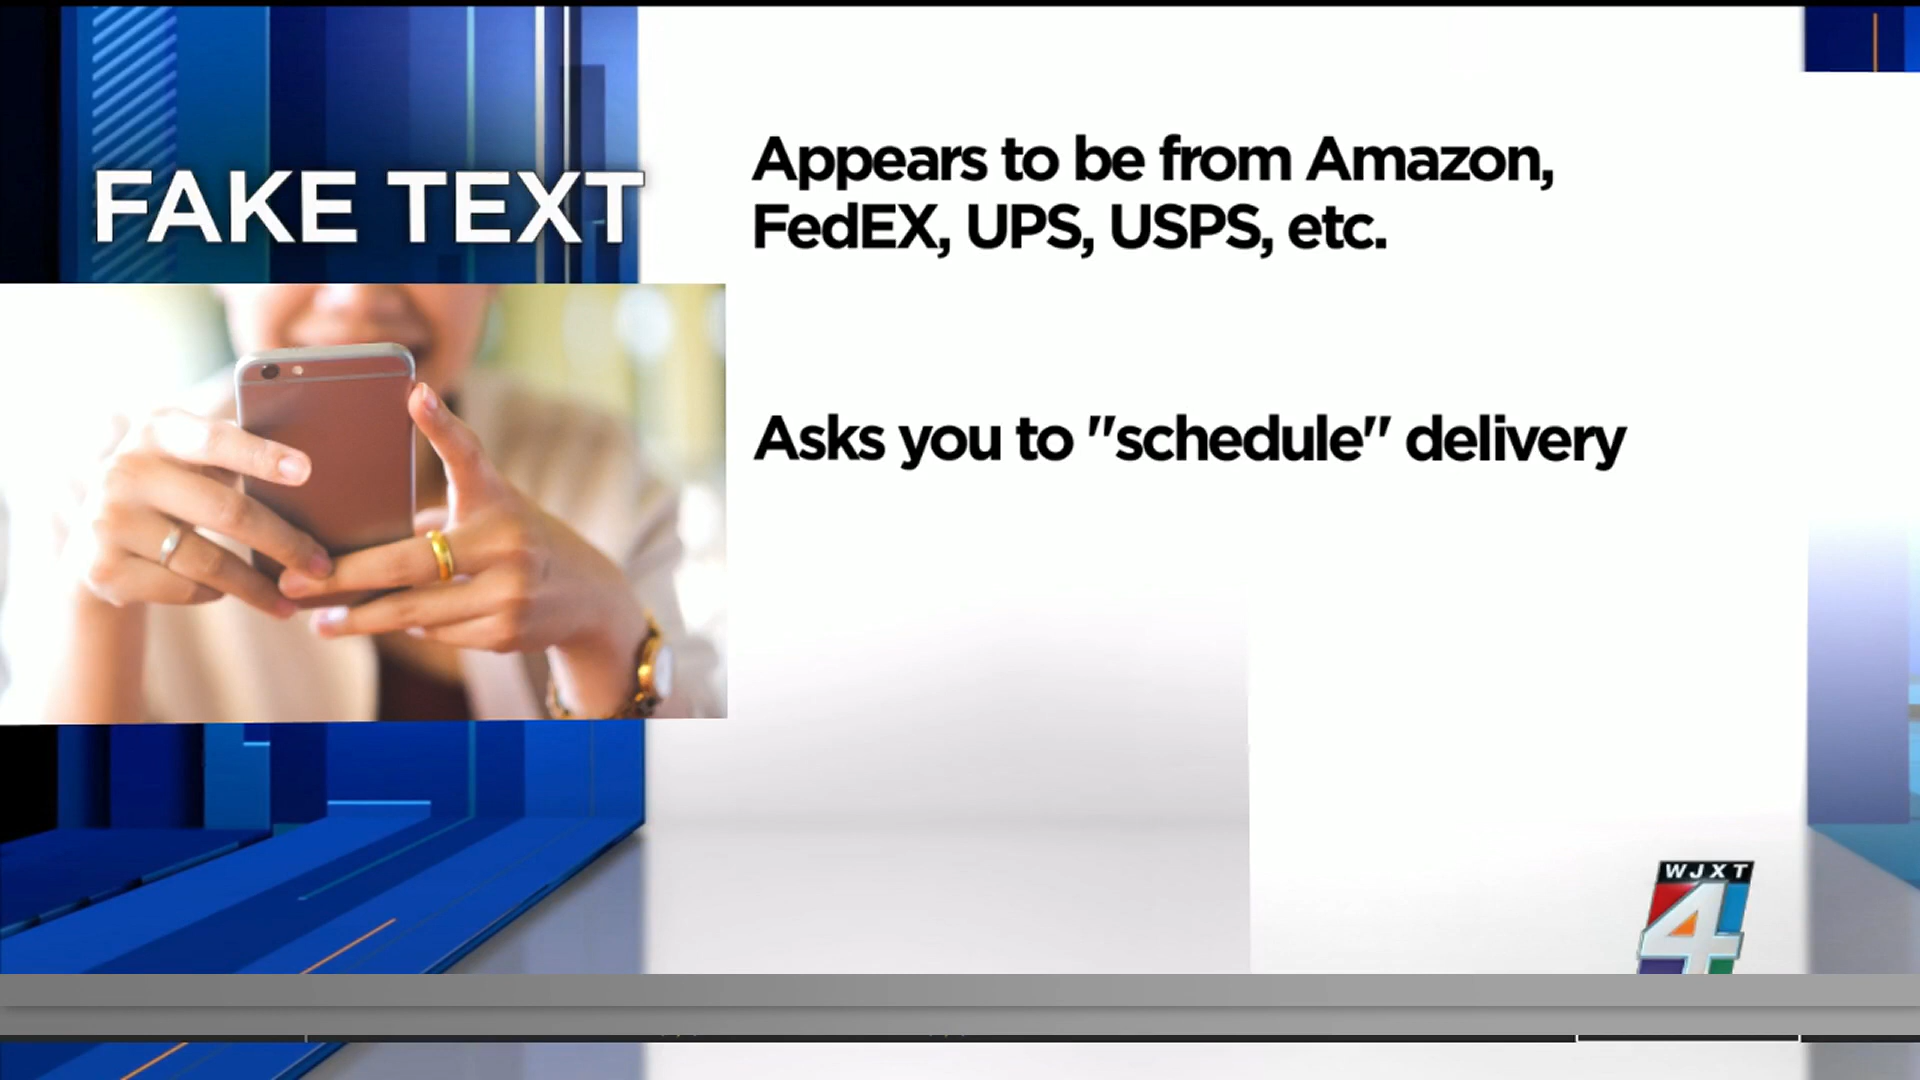 FAKE TEXT
Appears to be from Amazon,
FedEX, UPS, USPS, etc.
Asks you to "schedule" delivery
WJXT
4